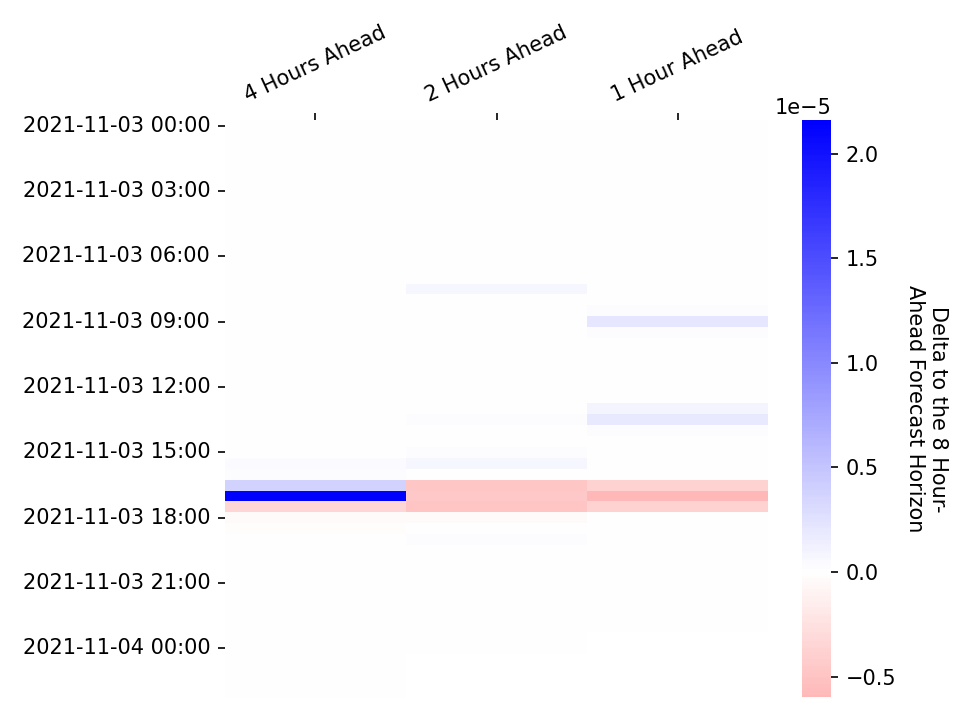 4 Hours Ahead
2 Hours Ahead
1 Hour Ahead
1e−5
2021-11-03 00:00
2021-11-03 03:00
2021-11-03 06:00
2021-11-03 09:00
2021-11-03 12:00
2021-11-03 15:00
2021-11-03 18:00
2021-11-03 21:00
2021-11-04 00:00
2.0
1.5
1.0
0.5
0.0
−0.5
Delta to the 8 Hour-
Ahead Forecast Horizon